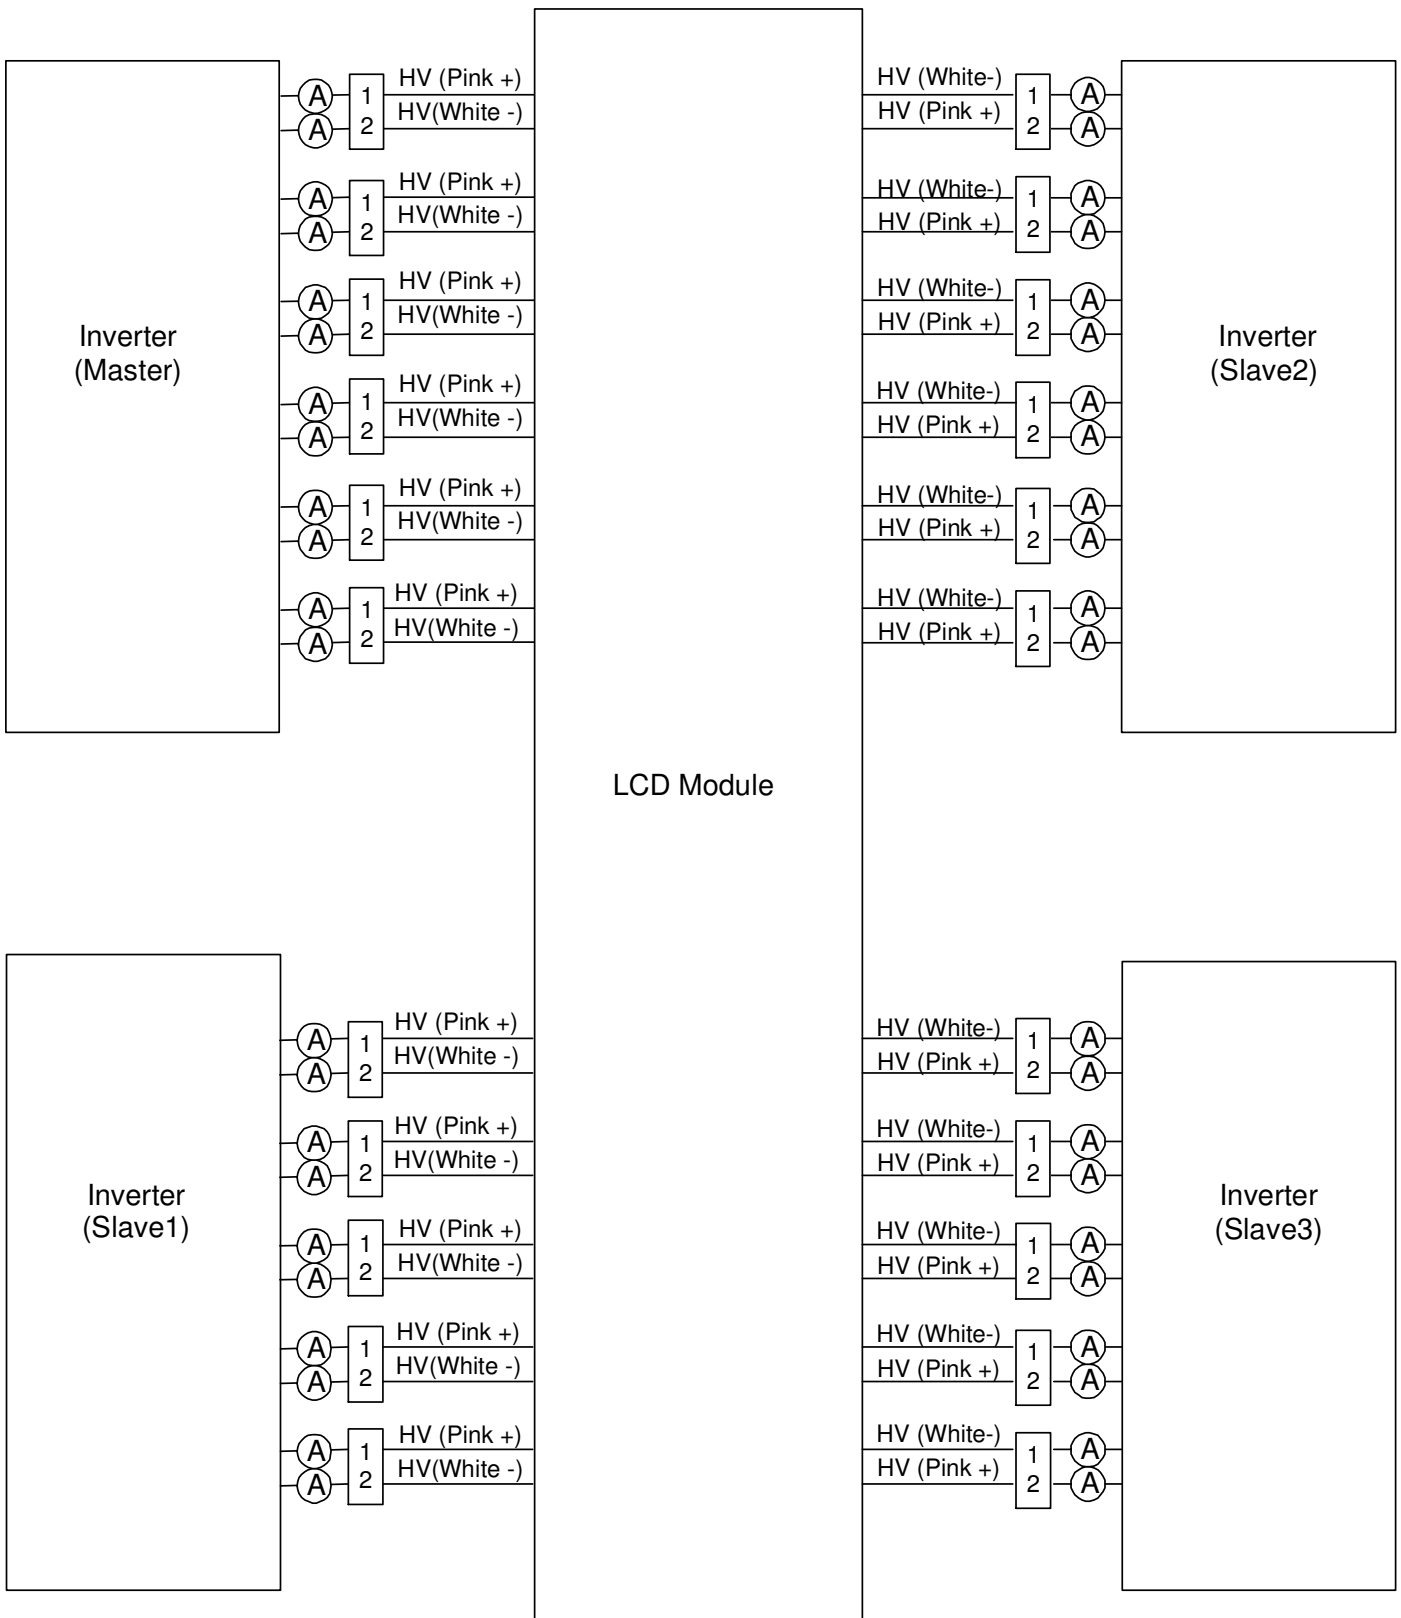 Inverter
(Master)
A 1 HV (Pink +)
A 2 HV(White -)
A 1 HV (Pink +)
A 2 HV(White -)
A 1 HV (Pink +)
A 2 HV(White -)
A 1 HV (Pink +)
A 2 HV(White -)
A 1 HV (Pink +)
A 2 HV(White -)
A 1 HV (Pink +)
A 2 HV(White -)
LCD Module
HV (White-) 1 A
HV (Pink +) 2 A
HV (White-) 1 A
HV (Pink +) 2 A
HV (White-) 1 A
HV (Pink +) 2 A
HV (White-) 1 A
HV (Pink +) 2 A
HV (White-) 1 A
HV (Pink +) 2 A
HV (White-) 1 A
HV (Pink +) 2 A
Inverter
(Slave2)
Inverter
(Slave1)
A 1 HV (Pink +)
A 2 HV(White -)
A 1 HV (Pink +)
A 2 HV(White -)
A 1 HV (Pink +)
A 2 HV(White -)
A 1 HV (Pink +)
A 2 HV(White -)
A 1 HV (Pink +)
A 2 HV(White -)
HV (White-) 1 A
HV (Pink +) 2 A
HV (White-) 1 A
HV (Pink +) 2 A
HV (White-) 1 A
HV (Pink +) 2 A
HV (White-) 1 A
HV (Pink +) 2 A
HV (White-) 1 A
HV (Pink +) 2 A
Inverter
(Slave3)